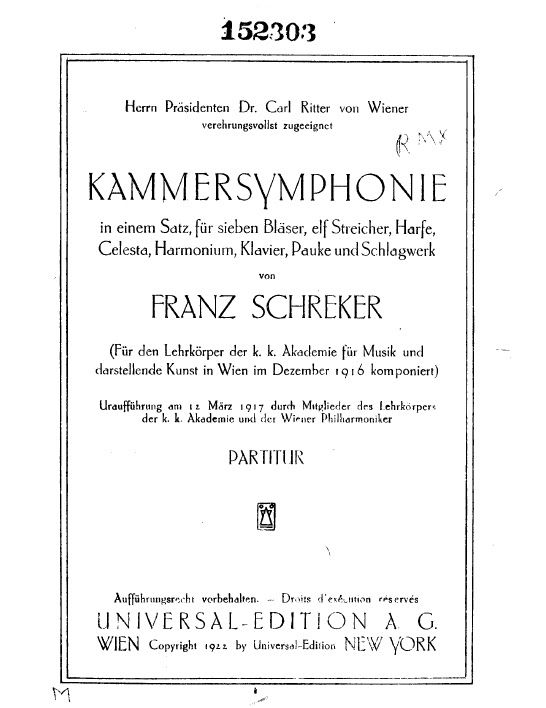 152303
Herrn Präsidenten Dr. Carl Ritter von Wiener
verehrungsvollst zugeeignet
RMX
KAMMERSYMPHONIE
in einem Satz, für sieben Bläser, elf Streicher, Harfe,
Celesta, Harmonium, Klavier, Pauke und Schlagwerk
von
FRANZ SCHREKER
(Für den Lehrkörper der k. k. Akademie für Musik und
darstellende Kunst in Wien im Dezember 1916 komponiert)
Uraufführung am 12. März 1917 durch Mitglieder des Lehrkörpers
der k. k. Akademie und der Wiener Philharmoniker
PARTITUR
Aufführungsrecht vorbehalten. — Droits d'exécution réservés
UNIVERSAL-EDITION A. G.
WIEN Copyright 1922 by Universal-Edition NEW YORK
M